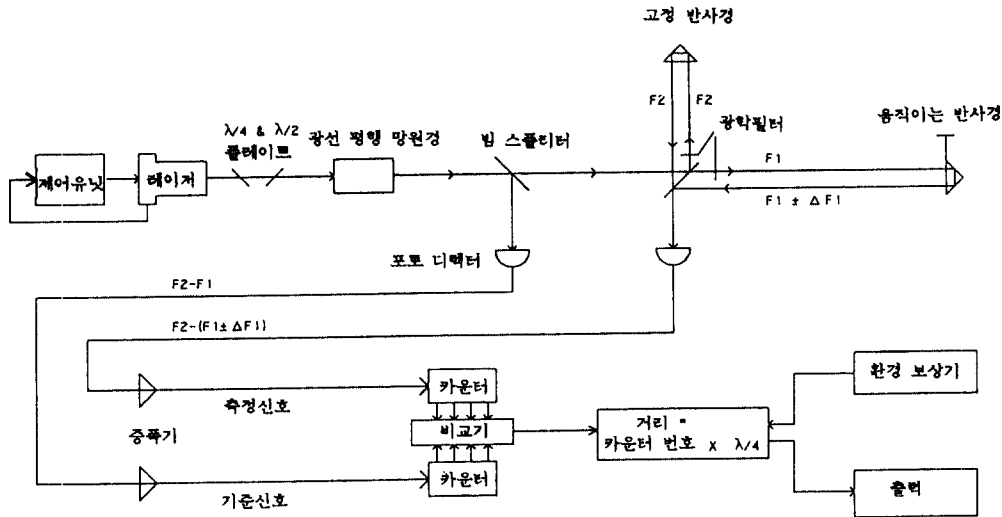 고정 반사경
F2
F2
광학필터
움직이는 반사경
λ/4 & λ/2
플레이트
광선 평행 망원경
빔 스플리터
제어유닛
레이저
F1
F1 ± △F1
포토 디텍터
F2-F1
F2-(F1±△F1)
측정신호
증폭기
기준신호
카운터
비교기
카운터
거리 =
카운터 번호 x λ/4
환경 보상기
출력